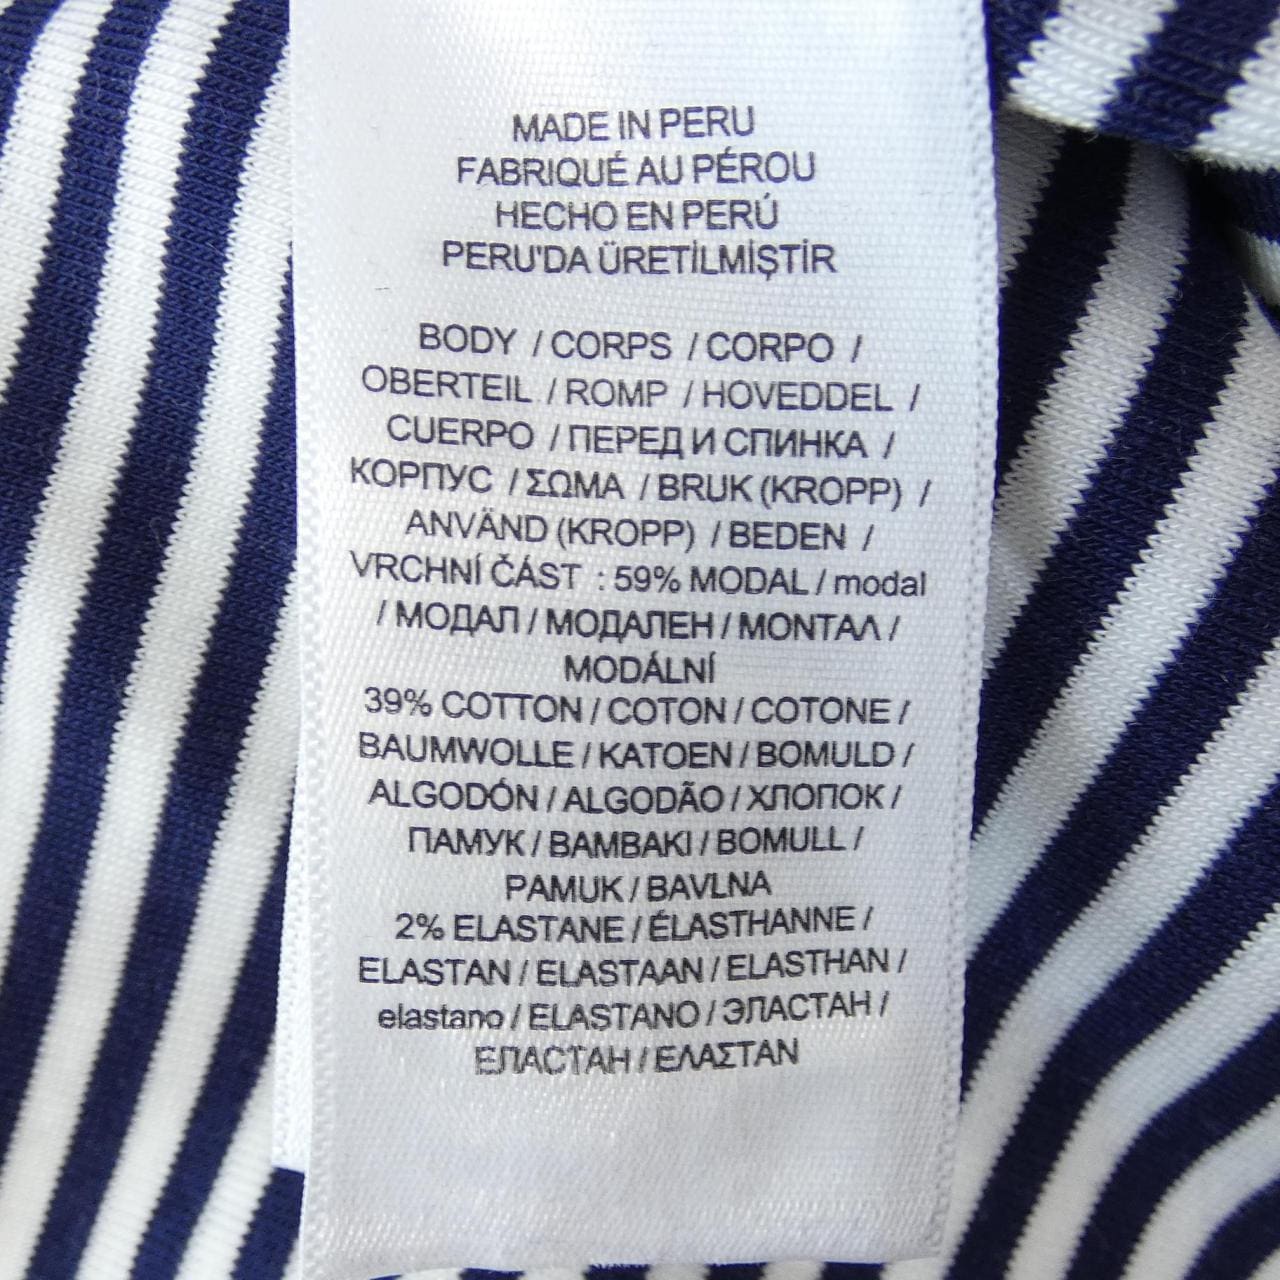 MADE IN PERU
FABRIQUÉ AU PÉROU
HECHO EN PERÚ
PERU'DA ÜRETİLMİŞTİR
BODY / CORPS / CORPO /
OBERTEIL / ROMP / HOVEDDEL /
CUERPO / ПЕРЕД И СПИНКА /
КОРПУС / ΣΩΜΑ / BRUK (KROPP) /
ANVÄND (KROPP) / BEDEN /
VRCHNÍ ČÁST : 59% MODAL / modal
/ МОДАЛ / МОДАЛЕН / ΜΟΝΤΑΛ /
MODÁLNÍ
39% COTTON / COTON / COTONE /
BAUMWOLLE / KATOEN / BOMULD /
ALGODÓN / ALGODÃO / ХЛОПОК /
ПАМУК / BAMBAKI / BOMULL /
PAMUK / BAVLNA
2% ELASTANE / ÉLASTHANNE /
ELASTAN / ELASTAAN / ELASTHAN /
elastano / ELASTANO / ЭЛАСТАН /
ЕЛАСТАН / ΕΛΑΣΤΑΝ